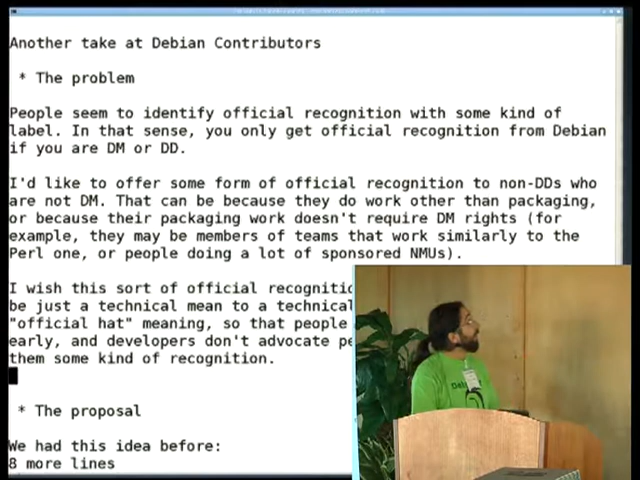 Another take at Debian Contributors
* The problem
People seem to identify official recognition with some kind of
label. In that sense, you only get official recognition from Debian
if you are DM or DD.
I'd like to offer some form of official recognition to non-DDs who
are not DM. That can be because they do work other than packaging,
or because their packaging work doesn't require DM rights (for
example, they may be members of teams that work similarly to the
Perl one, or people doing a lot of sponsored NMUs).
I wish this sort of official
be just a technical mean to a technical
"official hat" meaning, so that people
early, and developers don't advocate
them some kind of recognition.
* The proposal
We had this idea before:
8 more lines